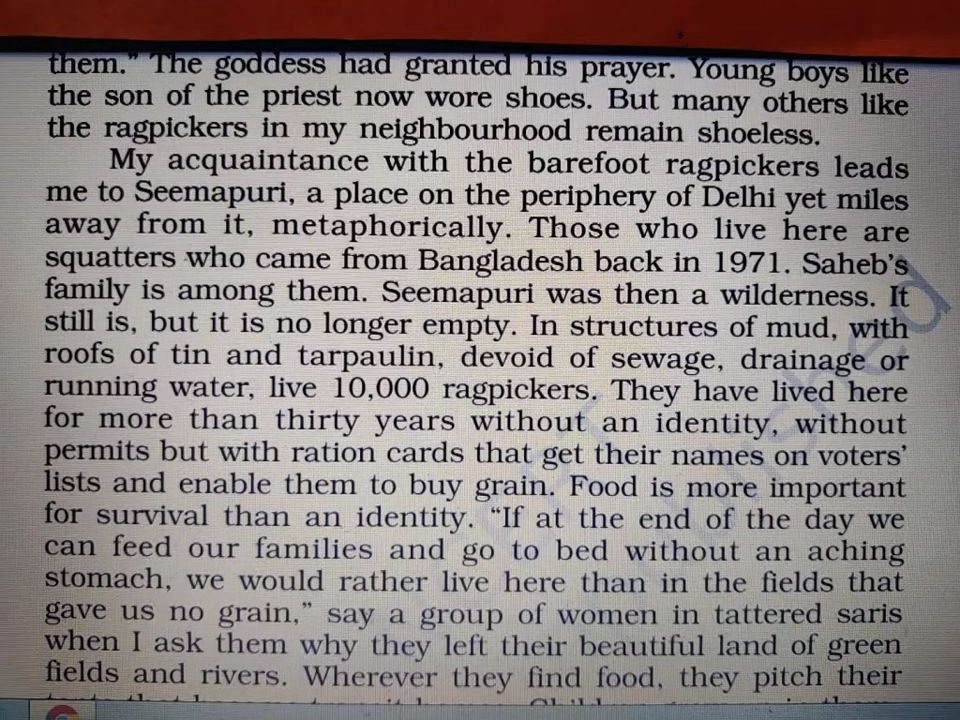 them.” The goddess had granted his prayer. Young boys like
the son of the priest now wore shoes. But many others like
the ragpickers in my neighbourhood remain shoeless.
My acquaintance with the barefoot ragpickers leads
me to Seemapuri, a place on the periphery of Delhi yet miles
away from it, metaphorically. Those who live here are
squatters who came from Bangladesh back in 1971. Saheb’s
family is among them. Seemapuri was then a wilderness. It
still is, but it is no longer empty. In structures of mud, with
roofs of tin and tarpaulin, devoid of sewage, drainage or
running water, live 10,000 ragpickers. They have lived here
for more than thirty years without an identity, without
permits but with ration cards that get their names on voters’
lists and enable them to buy grain. Food is more important
for survival than an identity. “If at the end of the day we
can feed our families and go to bed without an aching
stomach, we would rather live here than in the fields that
gave us no grain,” say a group of women in tattered saris
when I ask them why they left their beautiful land of green
fields and rivers. Wherever they find food, they pitch their